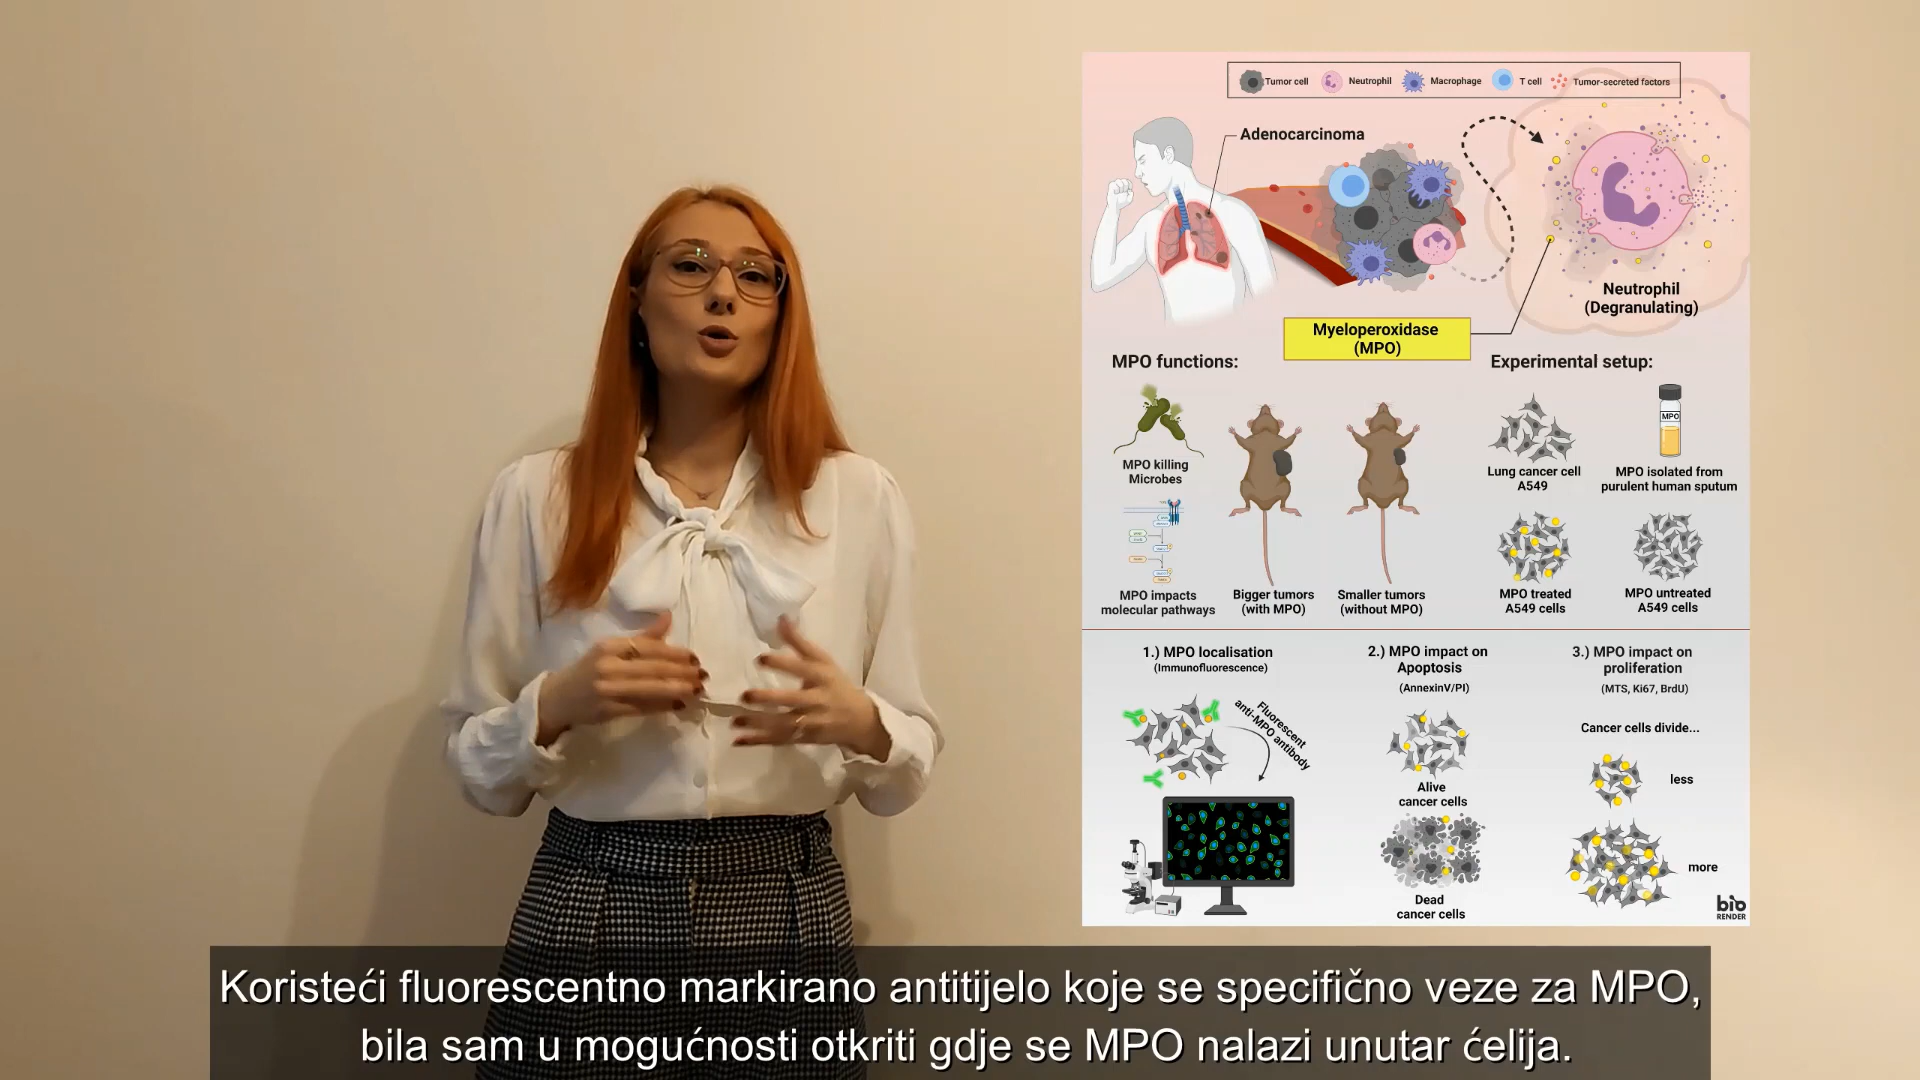 Tumor cell
Neutrophil
Macrophage
T cell
Tumor-secreted factors
Adenocarcinoma
Neutrophil
(Degranulating)
Myeloperoxidase
(MPO)
MPO functions:
Experimental setup:
MPO
MPO killing
Microbes
Lung cancer cell
A549
MPO isolated from
purulent human sputum
MPO impacts
molecular pathways
Bigger tumors
(with MPO)
Smaller tumors
(without MPO)
MPO treated
A549 cells
MPO untreated
A549 cells
1.) MPO localisation
(Immunofluorescence)
2.) MPO impact on
Apoptosis
(AnnexinV/PI)
3.) MPO impact on
proliferation
(MTS, Ki67, BrdU)
Fluorescent
anti-MPO antibody
Alive
cancer cells
Dead
cancer cells
Cancer cells divide...
less
more
bio
RENDER
Koristeći fluorescentno markirano antitijelo koje se specifično veze za MPO,
bila sam u mogućnosti otkriti gdje se MPO nalazi unutar ćelija.